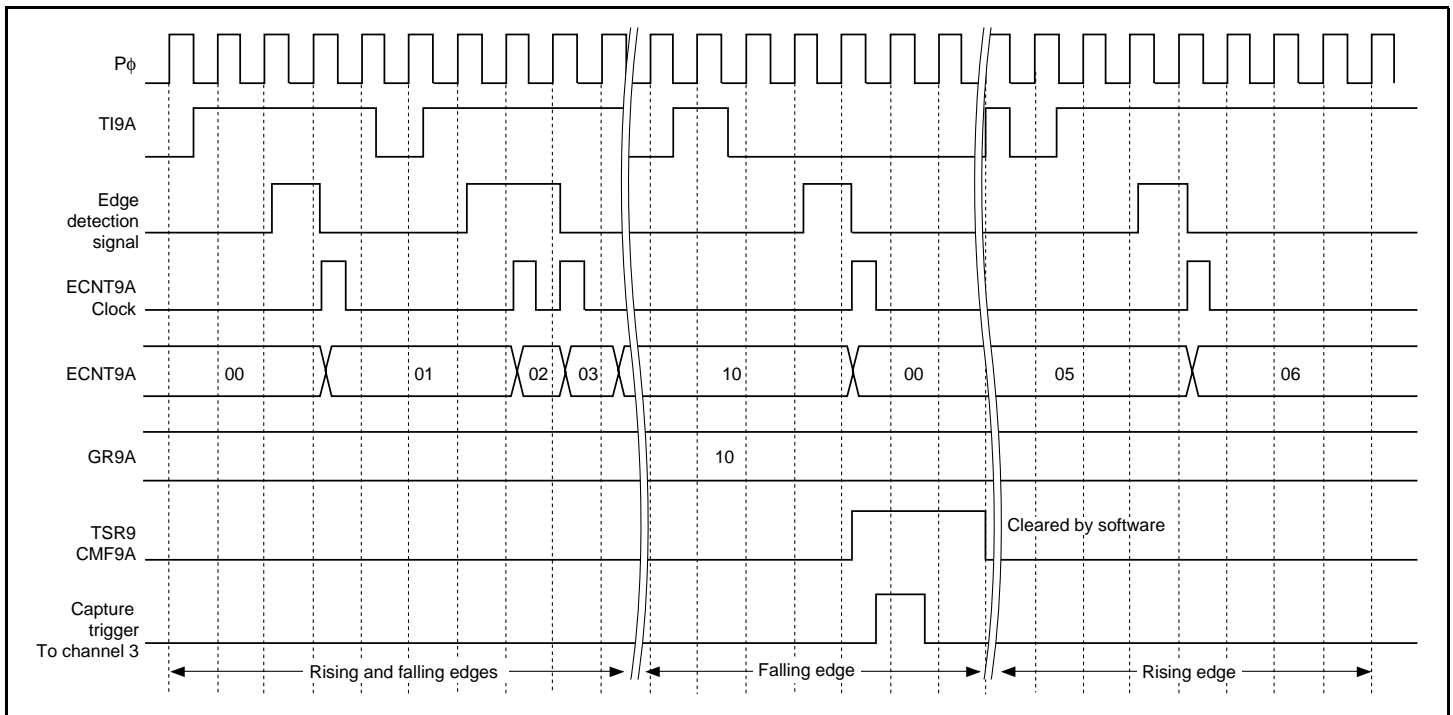 Pϕ
TI9A
Edge
detection
signal
ECNT9A
Clock
ECNT9A
00
01
02
03
10
00
05
06
GR9A
10
TSR9
CMF9A
Cleared by software
Capture
trigger
To channel 3
Rising and falling edges
Falling edge
Rising edge